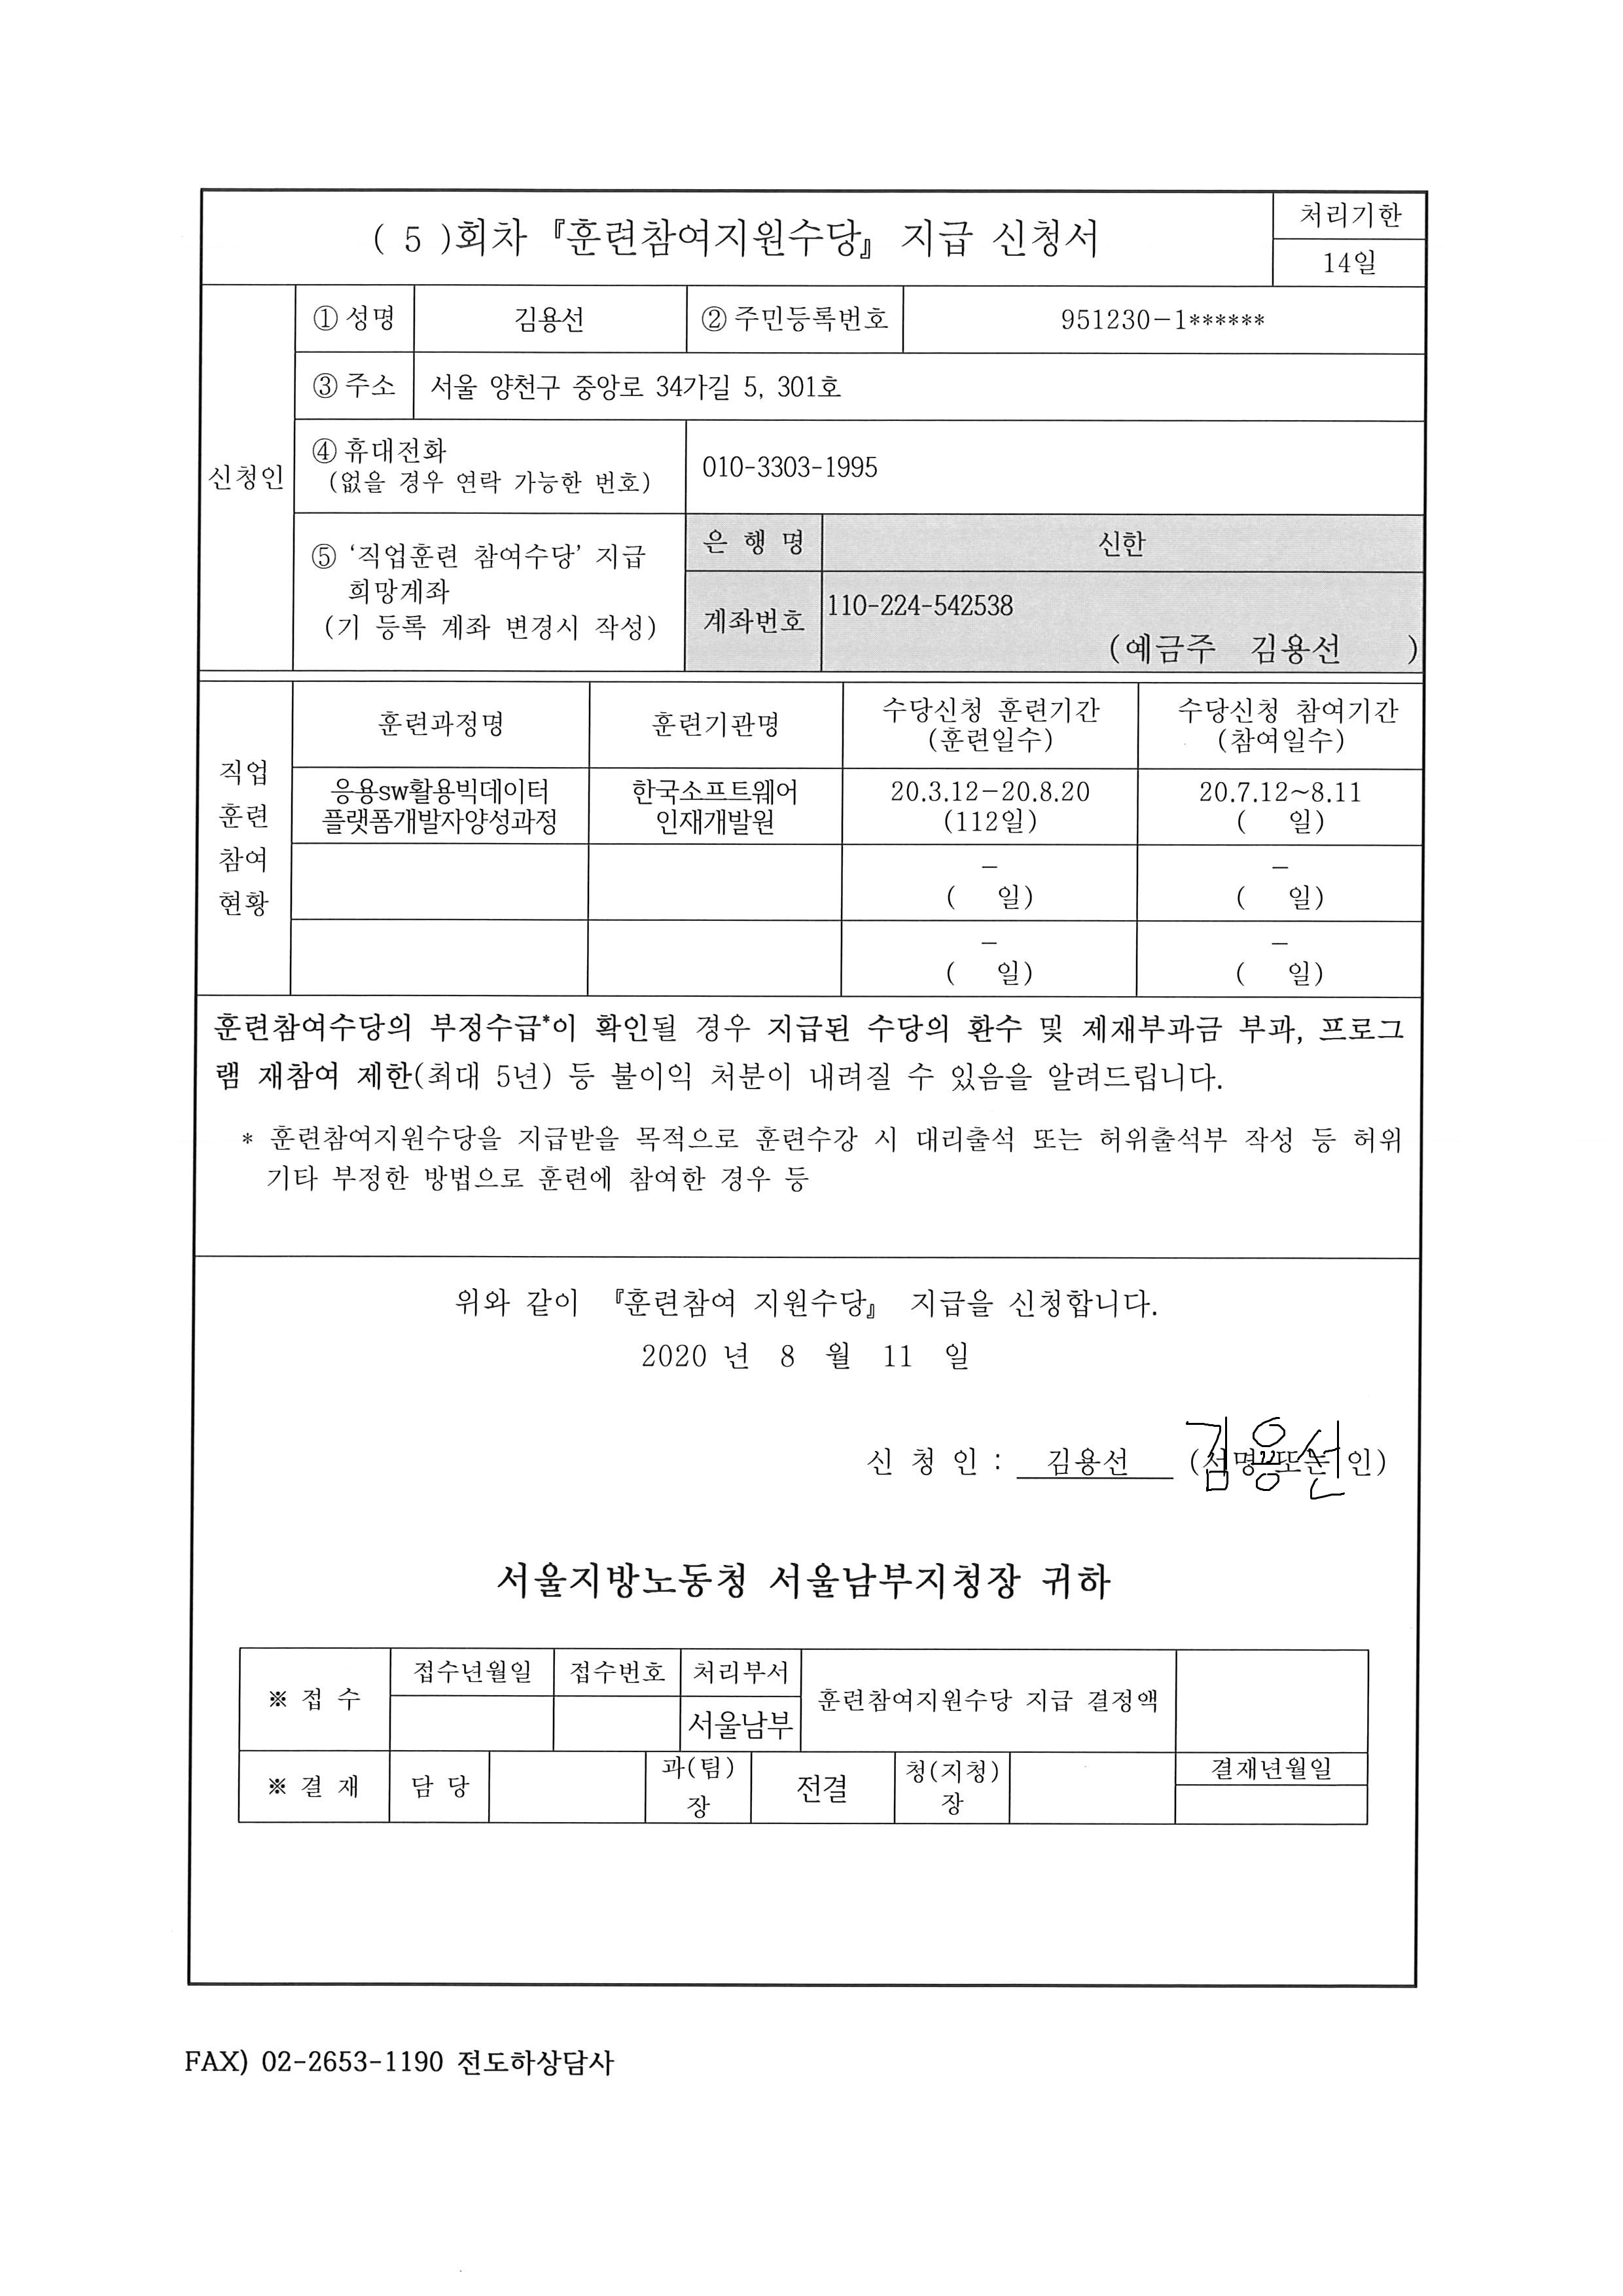 ( 5 )회차 『훈련참여지원수당』 지급 신청서
처리기한
14일
신청인
① 성명
김용선
② 주민등록번호
951230-1******
③ 주소
서울 양천구 중앙로 34가길 5, 301호
④ 휴대전화
(없을 경우 연락 가능한 번호)
010-3303-1995
⑤ '직업훈련 참여수당' 지급
희망계좌
(기 등록 계좌 변경시 작성)
은 행 명
신한
계좌번호
110-224-542538
(예금주 김용선 )
직업
훈련
참여
현황
훈련과정명
훈련기관명
수당신청 훈련기간
(훈련일수)
수당신청 참여기간
(참여일수)
응용sw활용빅데이터
플랫폼개발자양성과정
한국소프트웨어
인재개발원
20.3.12-20.8.20
(112일)
20.7.12~8.11
( 일)
-
( 일)
-
( 일)
-
( 일)
-
( 일)
훈련참여수당의 부정수급*이 확인될 경우 지급된 수당의 환수 및 제재부과금 부과, 프로그
램 재참여 제한(최대 5년) 등 불이익 처분이 내려질 수 있음을 알려드립니다.
* 훈련참여지원수당을 지급받을 목적으로 훈련수강 시 대리출석 또는 허위출석부 작성 등 허위
기타 부정한 방법으로 훈련에 참여한 경우 등
위와 같이 『훈련참여 지원수당』 지급을 신청합니다.
2020 년 8 월 11 일
신 청 인 : 김용선 (서명 또는 인)
김용선
서울지방노동청 서울남부지청장 귀하
※ 접 수
접수년월일
접수번호
처리부서
서울남부
훈련참여지원수당 지급 결정액
※ 결 재
담 당
과(팀)
장
전결
청(지청)
장
결재년월일
FAX) 02-2653-1190 전도하상담사